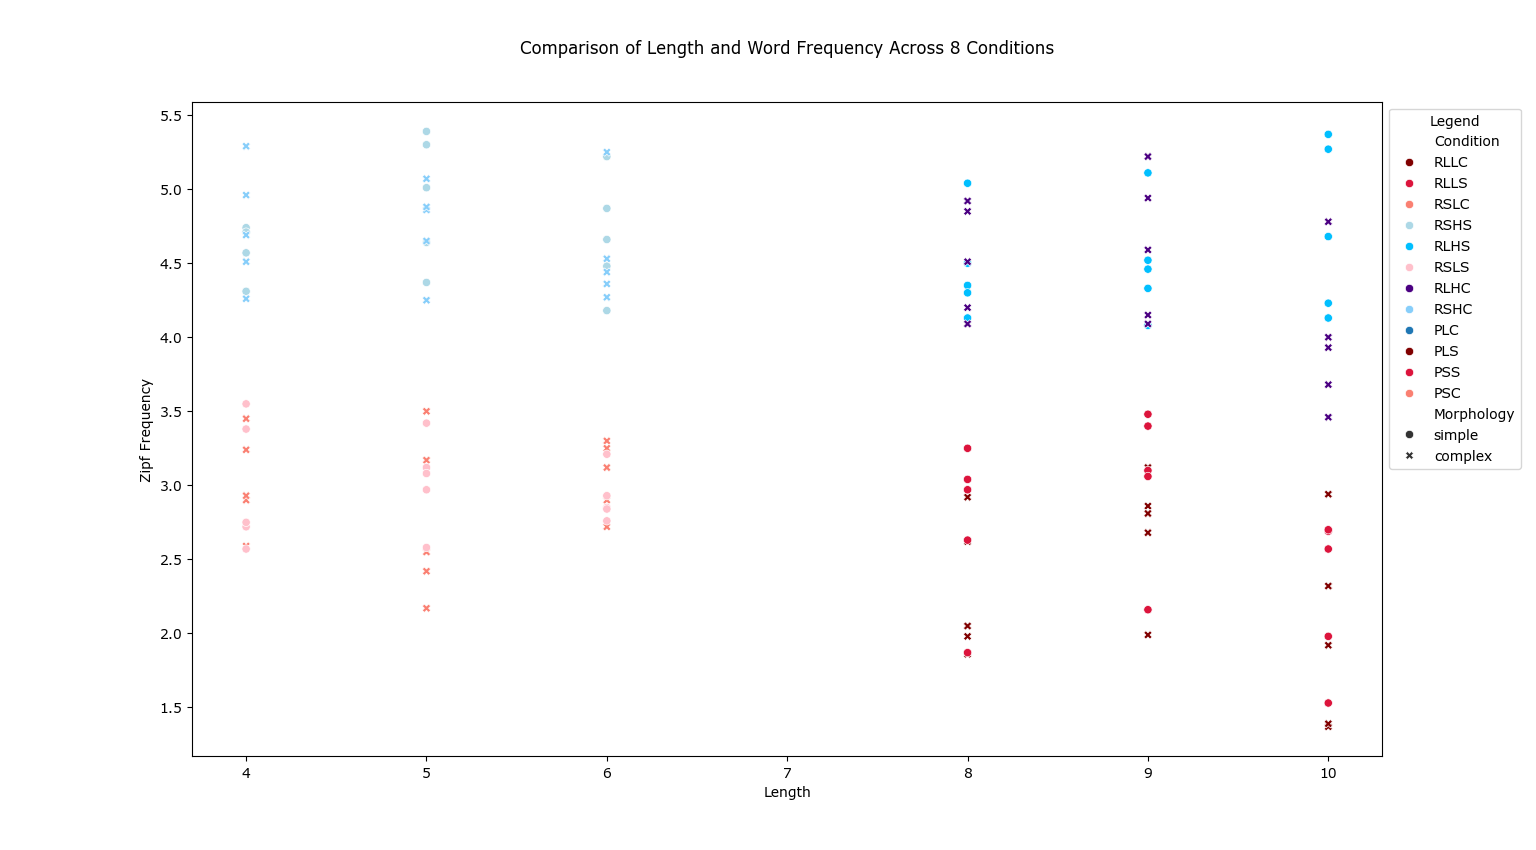 Comparison of Length and Word Frequency Across 8 Conditions
5.5
5.0
4.5
4.0
3.5
3.0
2.5
2.0
1.5
Zipf Frequency
4 5 6 7 8 9 10
Length
Legend
Condition
RLLC
RLLS
RSLC
RSHS
RLHS
RSLS
RLHC
RSHC
PLC
PLS
PSS
PSC
Morphology
simple
complex